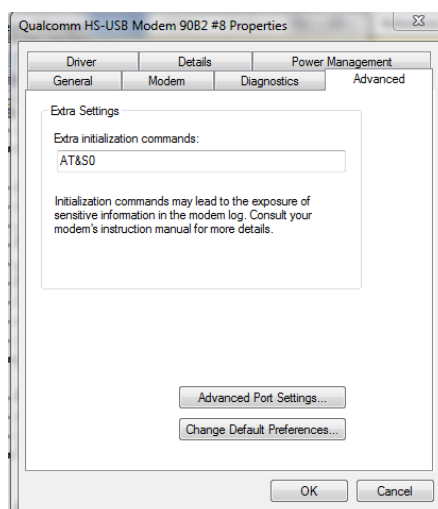 Qualcomm HS-USB Modem 90B2 #8 Properties
Driver Details Power Management
General Modem Diagnostics Advanced
Extra Settings
Extra initialization commands:
AT&S0
Initialization commands may lead to the exposure of
sensitive information in the modem log. Consult your
modem's instruction manual for more details.
Advanced Port Settings...
Change Default Preferences...
OK Cancel